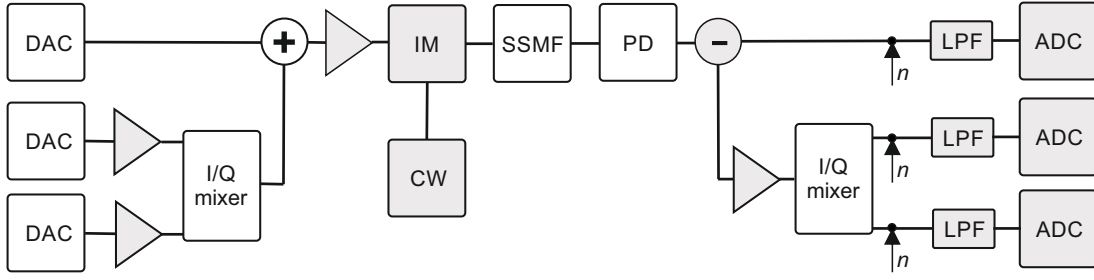 DAC
+
IM
SSMF
PD
-
n
LPF
ADC
DAC
I/Q
mixer
CW
I/Q
mixer
n
LPF
ADC
DAC
n
LPF
ADC